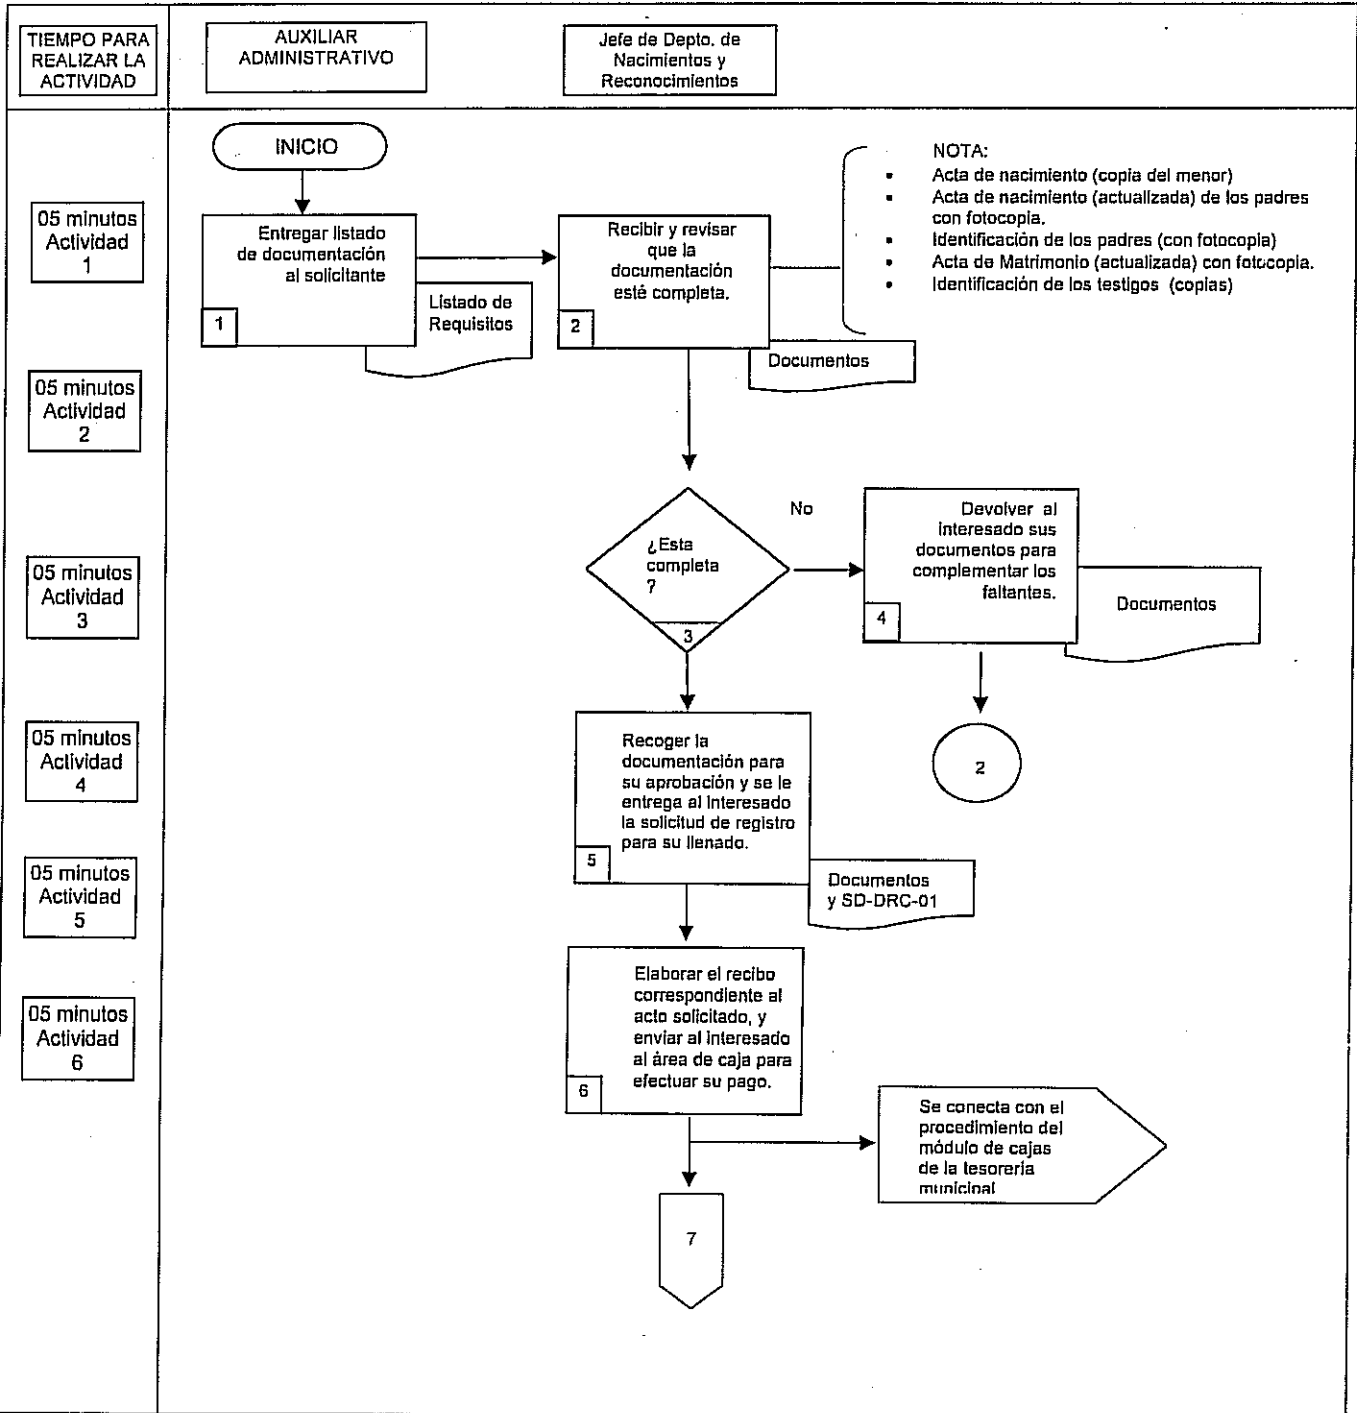 TIEMPO PARA
REALIZAR LA
ACTIVIDAD
AUXILIAR
ADMINISTRATIVO
Jefe de Depto. de
Nacimientos y
Reconocimientos
INICIO
05 minutos
Actividad
1
Entregar listado
de documentación
al solicitante
1
Listado de
Requisitos
Recibir y revisar
que la
documentación
esté completa.
2
Documentos
NOTA:
▪ Acta de nacimiento (copia del menor)
▪ Acta de nacimiento (actualizada) de los padres
con fotocopia.
▪ Identificación de los padres (con fotocopia)
▪ Acta de Matrimonio (actualizada) con fotocopia.
▪ Identificación de los testigos (copias)
05 minutos
Actividad
2
05 minutos
Actividad
3
¿Esta
completa
?
3
No
Devolver al
interesado sus
documentos para
complementar los
faltantes.
4
Documentos
2
05 minutos
Actividad
4
Recoger la
documentación para
su aprobación y se le
entrega al interesado
la solicitud de registro
para su llenado.
5
Documentos
y SD-DRC-01
05 minutos
Actividad
5
05 minutos
Actividad
6
Elaborar el recibo
correspondiente al
acto solicitado, y
enviar al interesado
al área de caja para
efectuar su pago.
6
Se conecta con el
procedimiento del
módulo de cajas
de la tesorería
municipal
7